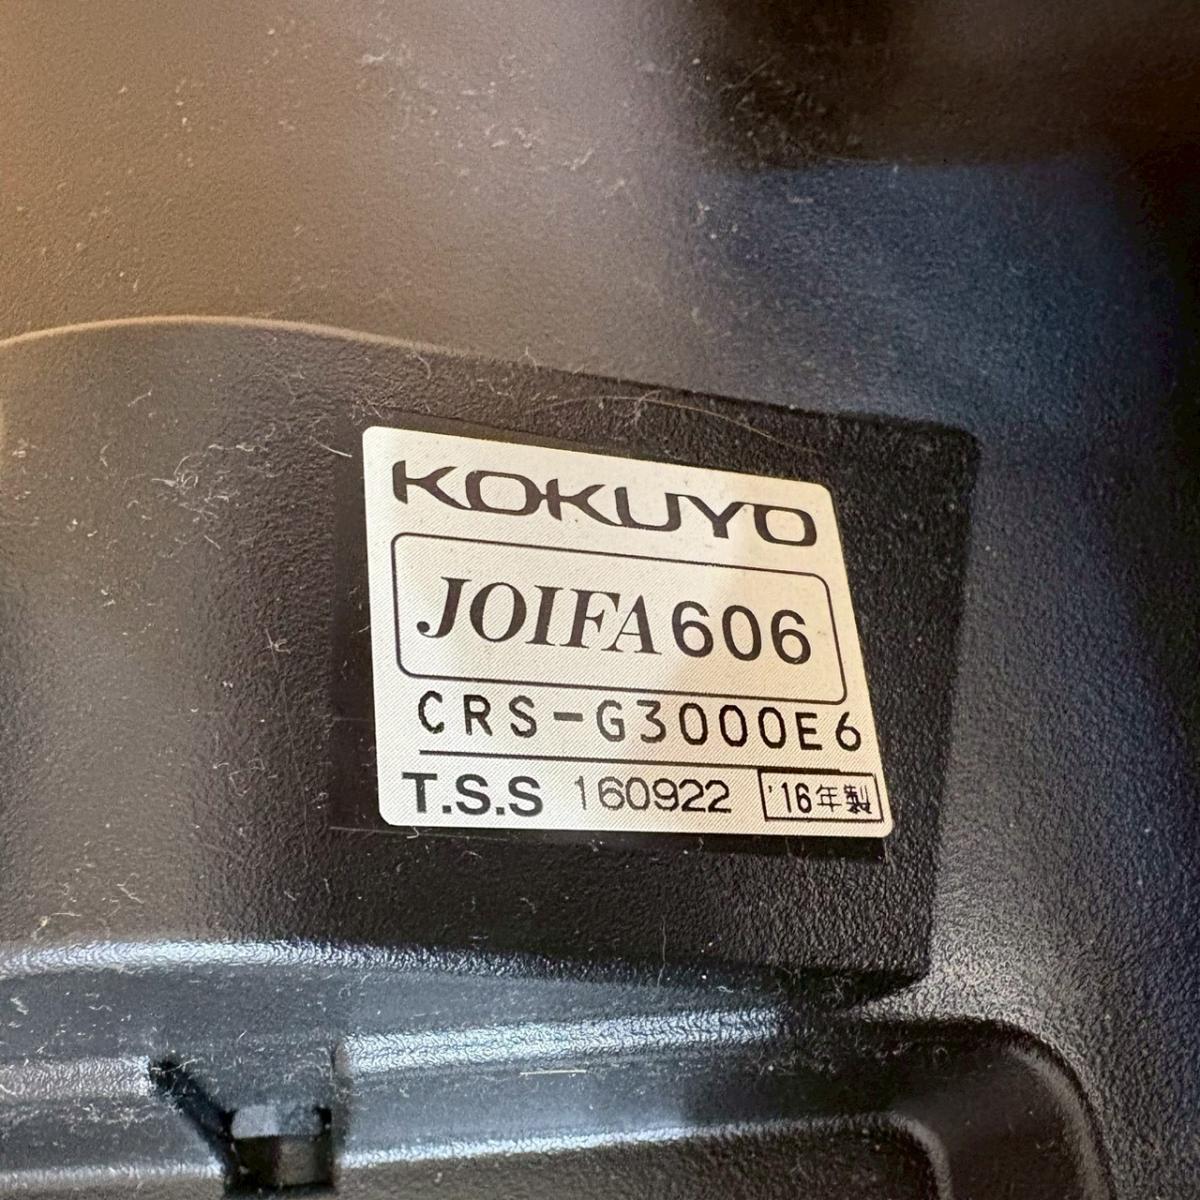 KOKUYO
JOIFA606
CRS-G3000E6
T.S.S 160922 '16年製